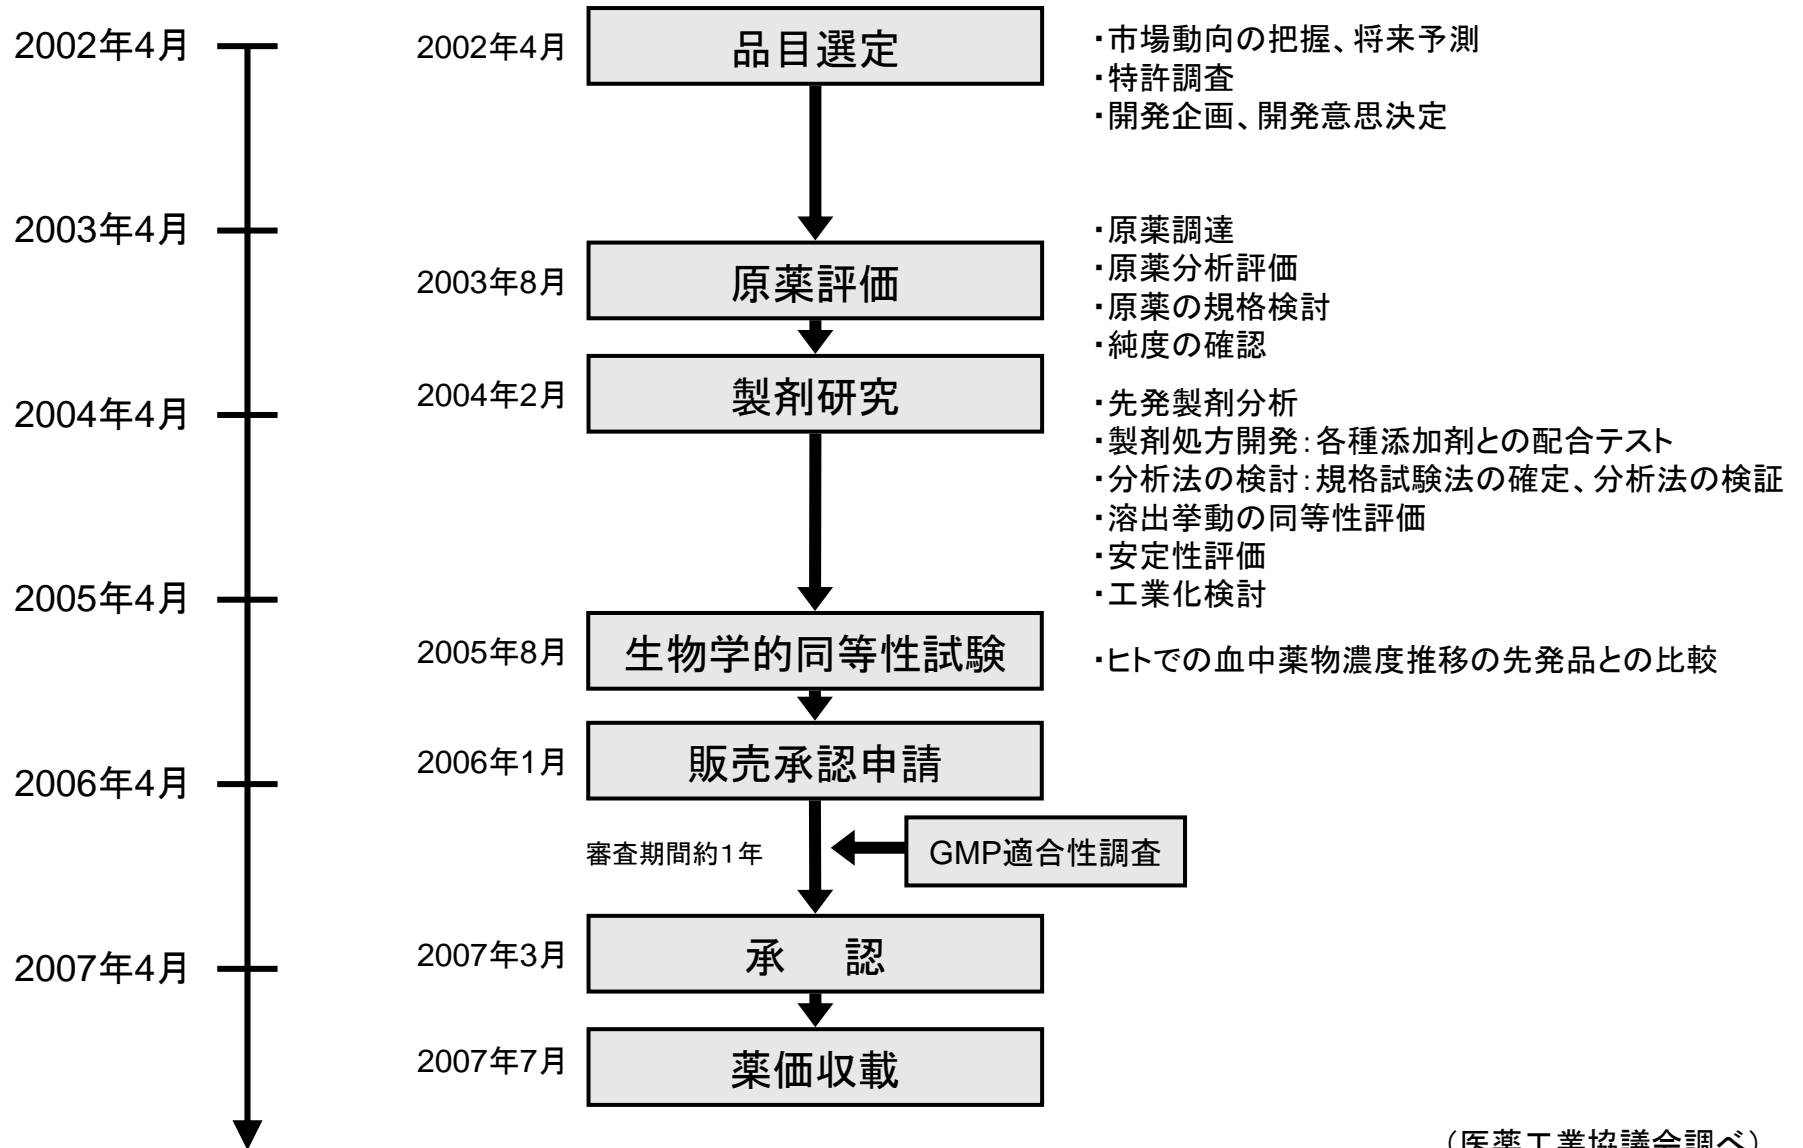 2002年4月
2002年4月
品目選定
・市場動向の把握、将来予測
・特許調査
・開発企画、開発意思決定
2003年4月
2003年8月
原薬評価
・原薬調達
・原薬分析評価
・原薬の規格検討
・純度の確認
2004年4月
2004年2月
製剤研究
・先発製剤分析
・製剤処方開発：各種添加剤との配合テスト
・分析法の検討：規格試験法の確定、分析法の検証
・溶出挙動の同等性評価
・安定性評価
・工業化検討
2005年4月
2005年8月
生物学的同等性試験
・ヒトでの血中薬物濃度推移の先発品との比較
2006年4月
2006年1月
販売承認申請
審査期間約1年
GMP適合性調査
2007年4月
2007年3月
承　認
2007年7月
薬価収載
（医薬工業協議会調べ）